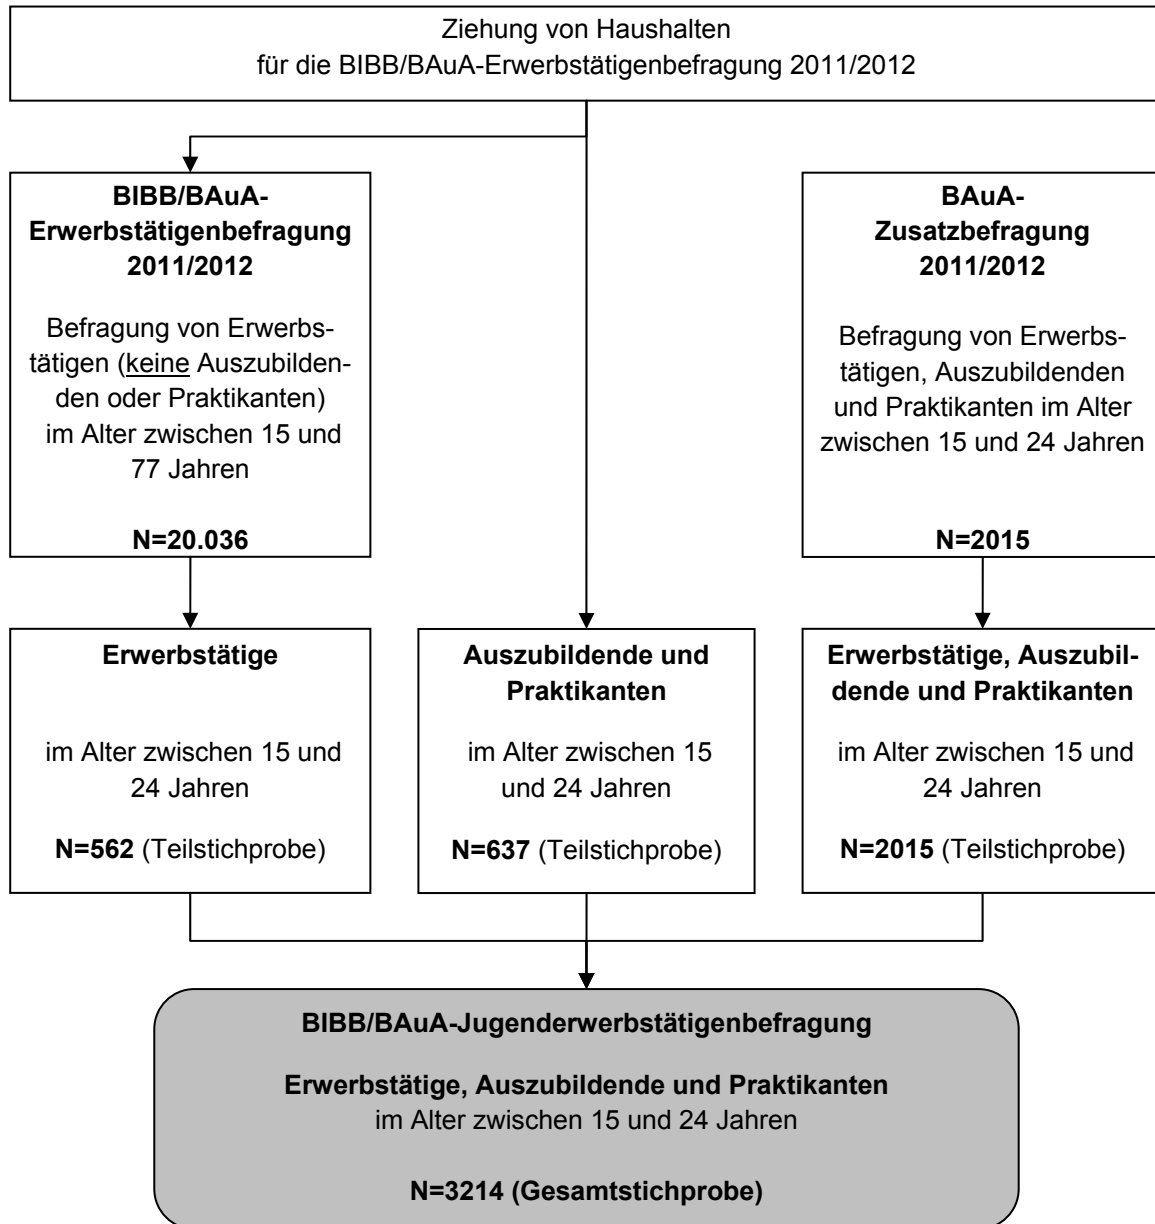 Ziehung von Haushalten
für die BIBB/BAuA-Erwerbstätigenbefragung 2011/2012
BIBB/BAuA-
Erwerbstätigenbefragung
2011/2012
Befragung von Erwerbs-
tätigen (keine Auszubilden-
den oder Praktikanten)
im Alter zwischen 15 und
77 Jahren
N=20.036
BAuA-
Zusatzbefragung
2011/2012
Befragung von Erwerbs-
tätigen, Auszubildenden
und Praktikanten im Alter
zwischen 15 und 24 Jahren
N=2015
Erwerbstätige
im Alter zwischen 15 und
24 Jahren
N=562 (Teilstichprobe)
Auszubildende und
Praktikanten
im Alter zwischen 15
und 24 Jahren
N=637 (Teilstichprobe)
Erwerbstätige, Auszubil-
dende und Praktikanten
im Alter zwischen 15 und
24 Jahren
N=2015 (Teilstichprobe)
BIBB/BAuA-Jugenderwerbstätigenbefragung
Erwerbstätige, Auszubildende und Praktikanten
im Alter zwischen 15 und 24 Jahren
N=3214 (Gesamtstichprobe)